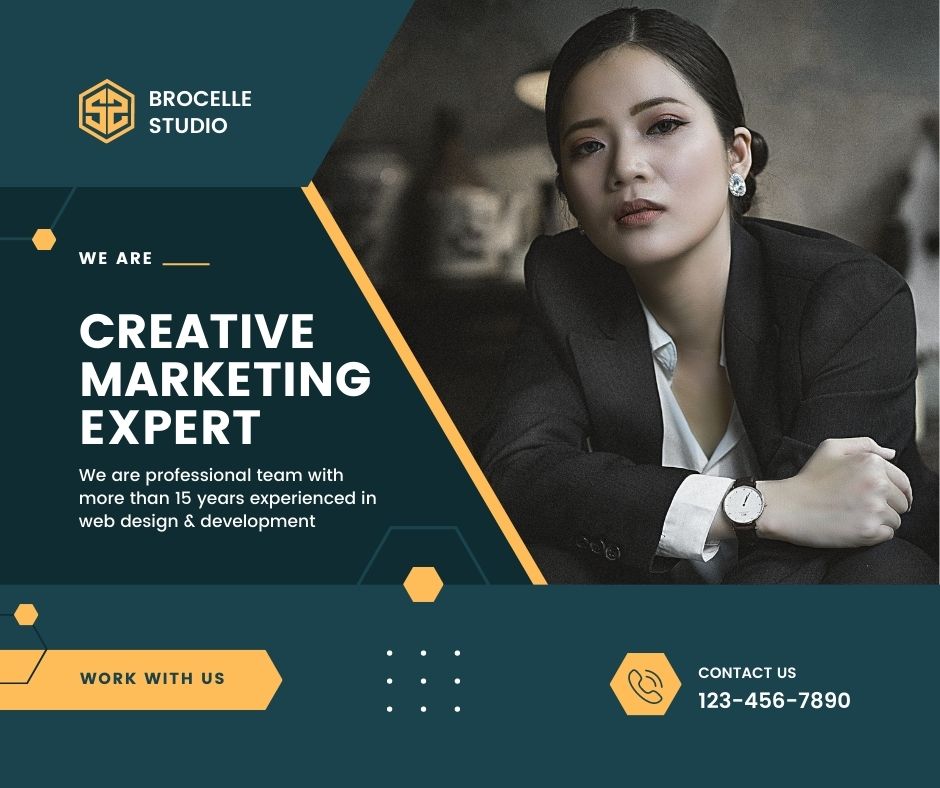 BROCELLE
STUDIO
WE ARE
CREATIVE
MARKETING
EXPERT
We are professional team with
more than 15 years experienced in
web design & development
WORK WITH US
CONTACT US
123-456-7890